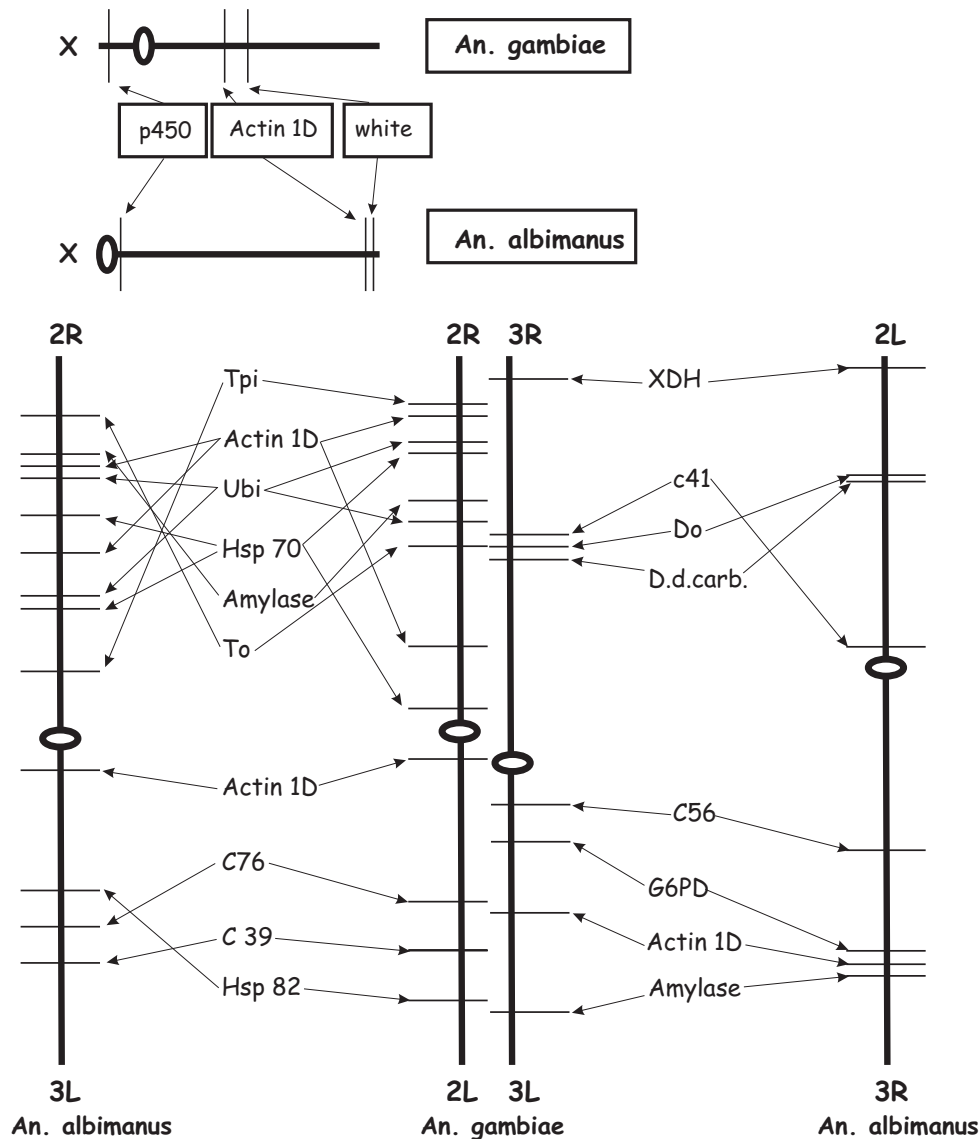 X
An. gambiae
p450
Actin 1D
white
X
An. albimanus
2R
2R
3R
2L
Tpi
XDH
Actin 1D
c41
Ubi
Do
Hsp 70
D.d.carb.
Amylase
To
Actin 1D
C56
C76
G6PD
C 39
Actin 1D
Hsp 82
Amylase
3L
2L
3L
3R
An. albimanus
An. gambiae
An. albimanus